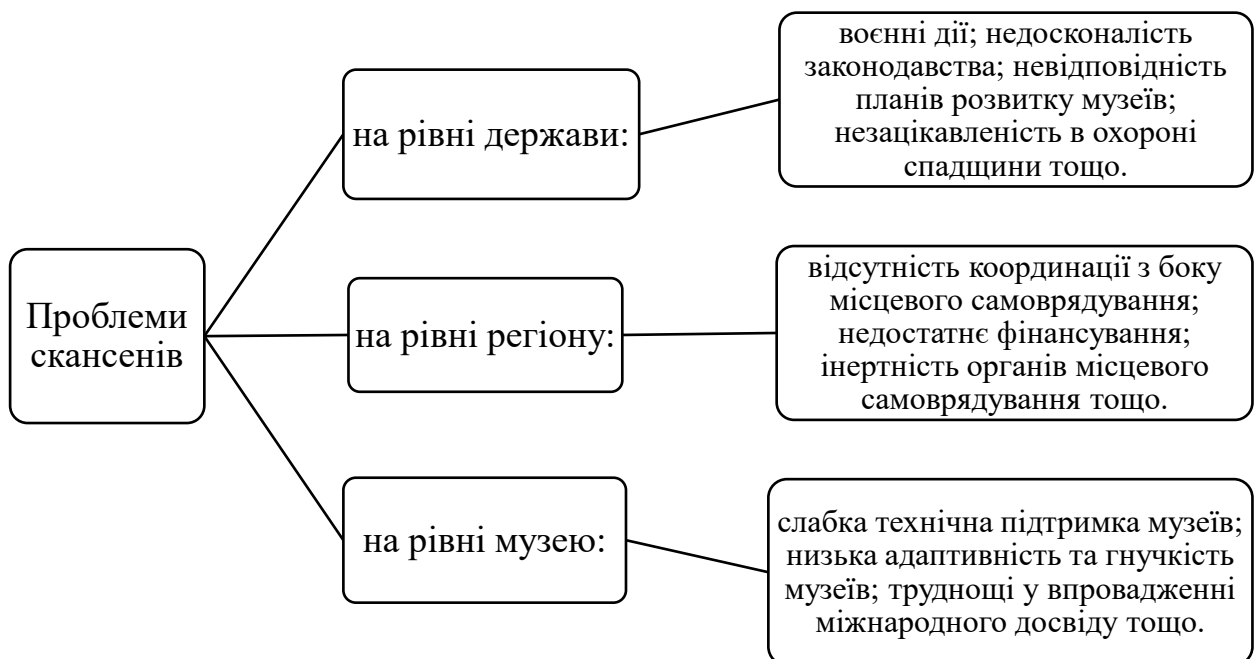 Проблеми
скансенів
на рівні держави:
воєнні дії; недосконалість
законодавства; невідповідність
планів розвитку музеїв;
незацікавленість в охороні
спадщини тощо.
на рівні регіону:
відсутність координації з боку
місцевого самоврядування;
недостатнє фінансування;
інертність органів місцевого
самоврядування тощо.
на рівні музею:
слабка технічна підтримка музеїв;
низька адаптивність та гнучкість
музеїв; труднощі у впровадженні
міжнародного досвіду тощо.